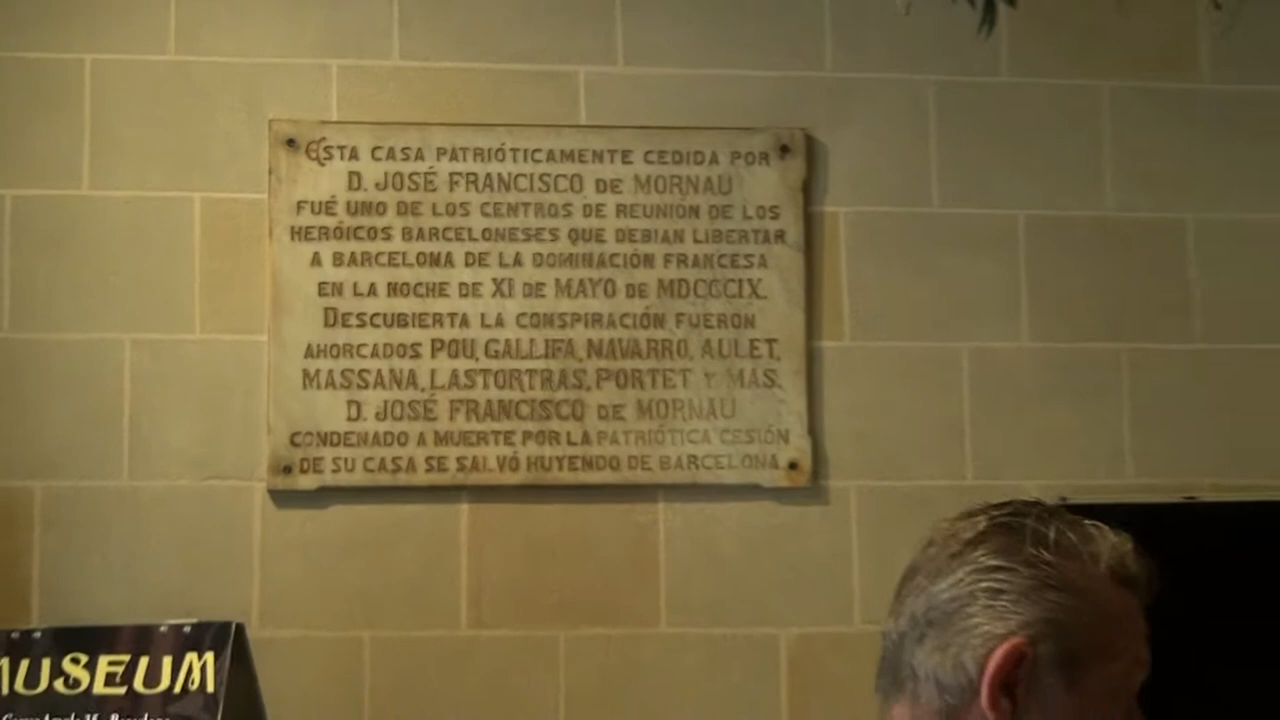 ESTA CASA PATRIÓTICAMENTE CEDIDA POR
D. JOSÉ FRANCISCO DE MORNAU
FUÉ UNO DE LOS CENTROS DE REUNIÓN DE LOS
HERÓICOS BARCELONESES QUE DEBIAN LIBERTAR
A BARCELONA DE LA DOMINACIÓN FRANCESA
EN LA NOCHE DE XI DE MAYO DE MDCCCIX.
DESCUBIERTA LA CONSPIRACIÓN FUERON
AHORCADOS POU, GALLIFA, NAVARRO, AULET,
MASSANA, LASTORTRAS, PORTET Y MAS.
D. JOSÉ FRANCISCO DE MORNAU
CONDENADO A MUERTE POR LA PATRIÓTICA CESIÓN
DE SU CASA SE SALVÓ HUYENDO DE BARCELONA
MUSEUM